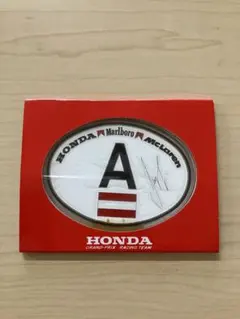 HONDA Marlboro McLaren
A
HONDA
GRAND-PRIX RACING TEAM